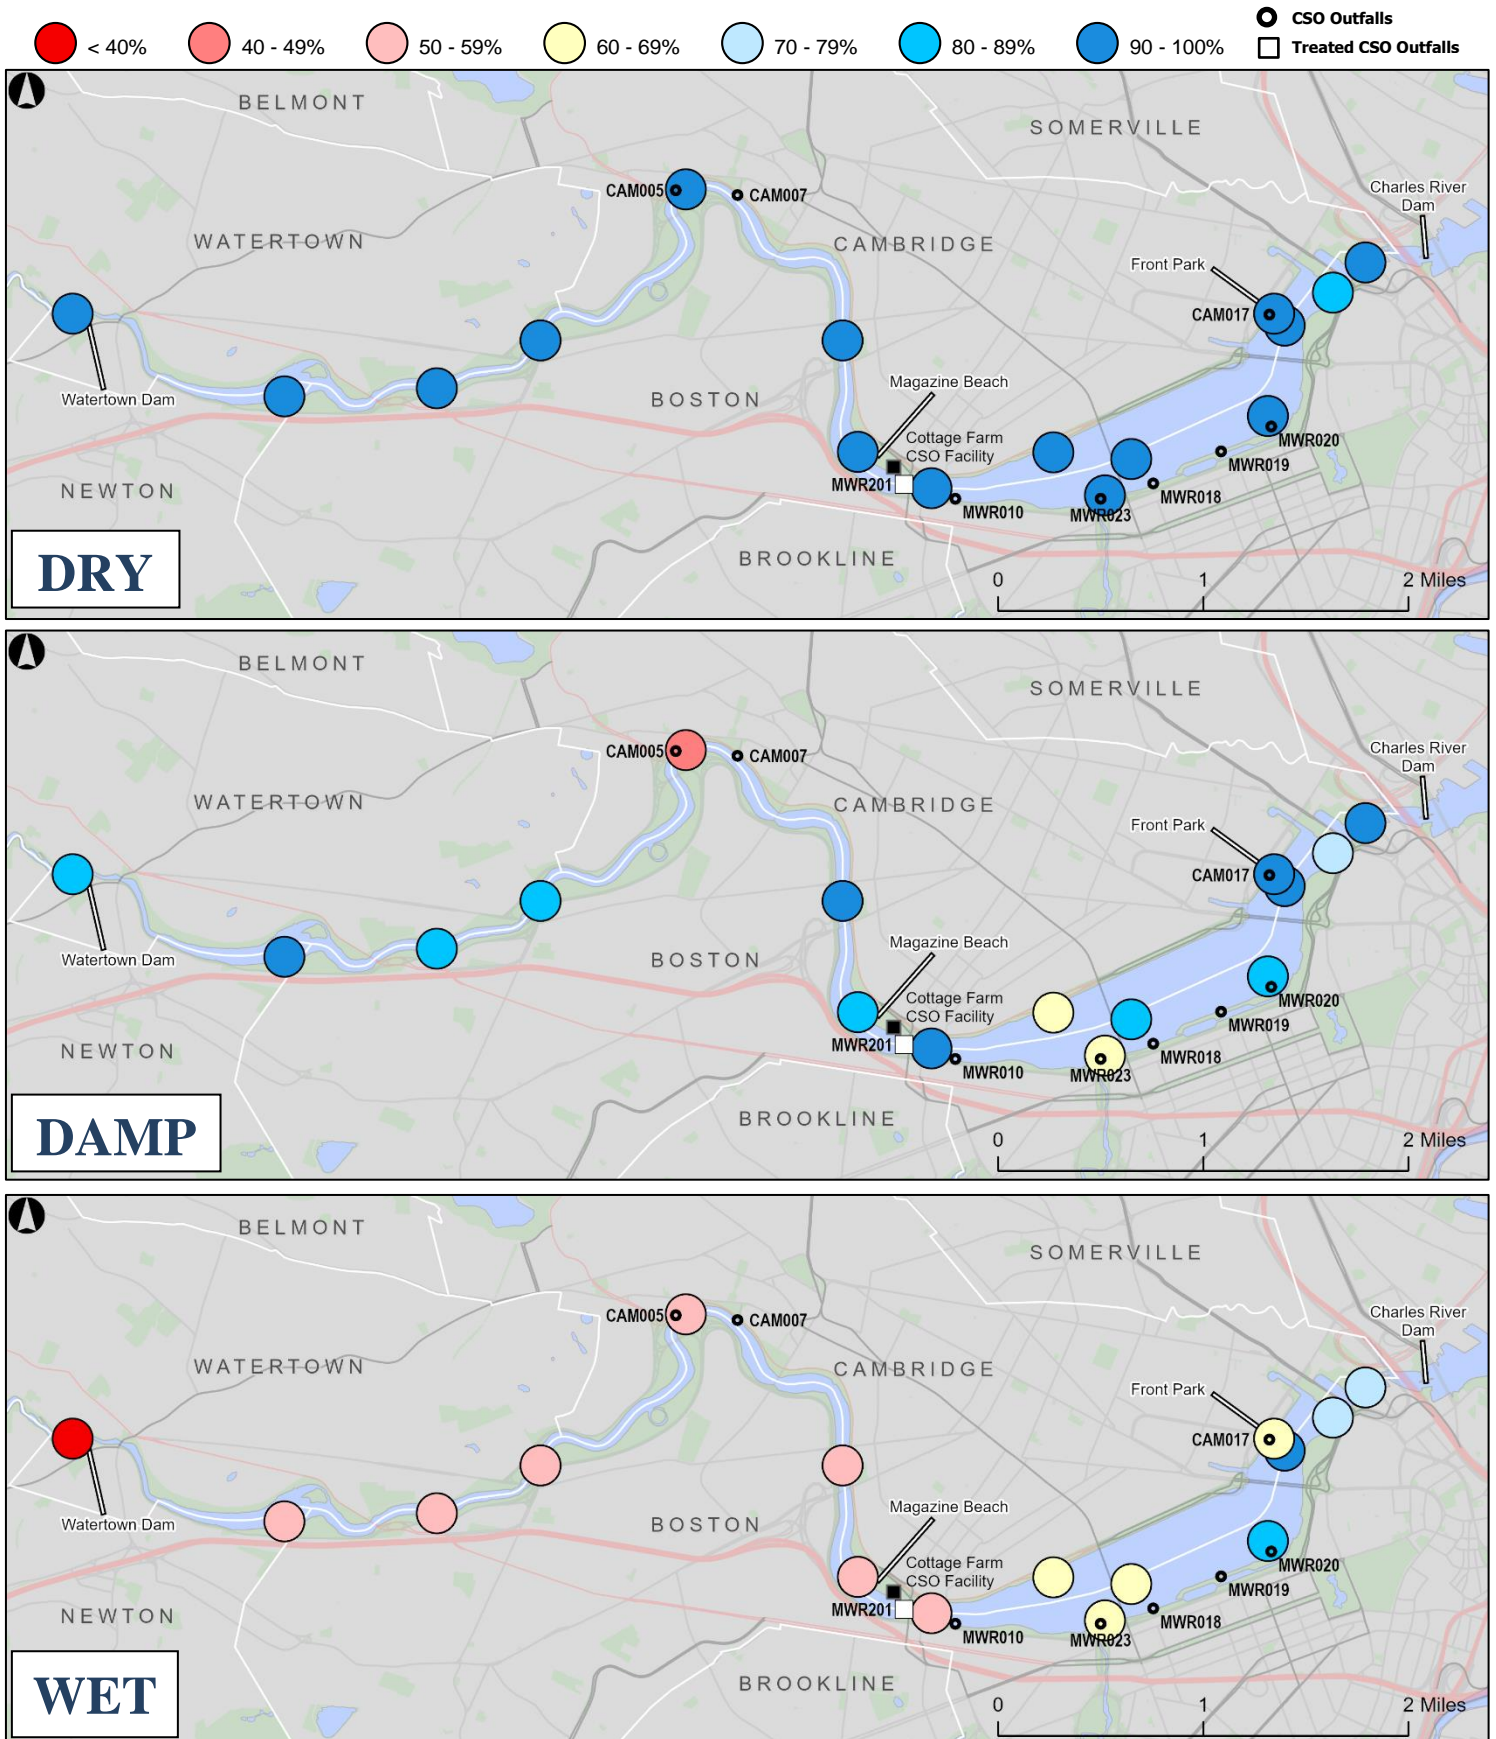 < 40%
40 - 49%
50 - 59%
60 - 69%
70 - 79%
80 - 89%
90 - 100%
CSO Outfalls
Treated CSO Outfalls
BELMONT
SOMERVILLE
Charles River
Dam
CAM005
CAM007
WATERTOWN
CAMBRIDGE
Front Park
CAM017
Watertown Dam
Magazine Beach
BOSTON
Cottage Farm
CSO Facility
MWR020
MWR019
MWR201
MWR018
NEWTON
MWR010
MWR023
BROOKLINE
DRY
0
1
2 Miles
BELMONT
SOMERVILLE
Charles River
Dam
CAM005
CAM007
WATERTOWN
CAMBRIDGE
Front Park
CAM017
Watertown Dam
Magazine Beach
BOSTON
Cottage Farm
CSO Facility
MWR020
MWR019
MWR201
MWR018
NEWTON
MWR010
MWR023
BROOKLINE
DAMP
0
1
2 Miles
BELMONT
SOMERVILLE
Charles River
Dam
CAM005
CAM007
WATERTOWN
CAMBRIDGE
Front Park
CAM017
Watertown Dam
Magazine Beach
BOSTON
Cottage Farm
CSO Facility
MWR020
MWR019
MWR201
MWR018
NEWTON
MWR010
MWR023
BROOKLINE
WET
0
1
2 Miles